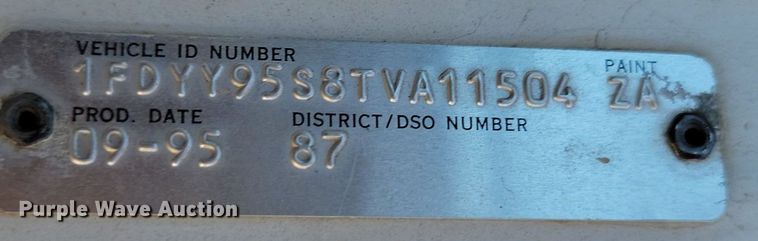 VEHICLE ID NUMBER
1FDYY95S8TVA11504
PAINT
ZA
PROD. DATE
09-95
DISTRICT/DSO NUMBER
87
Purple Wave Auction